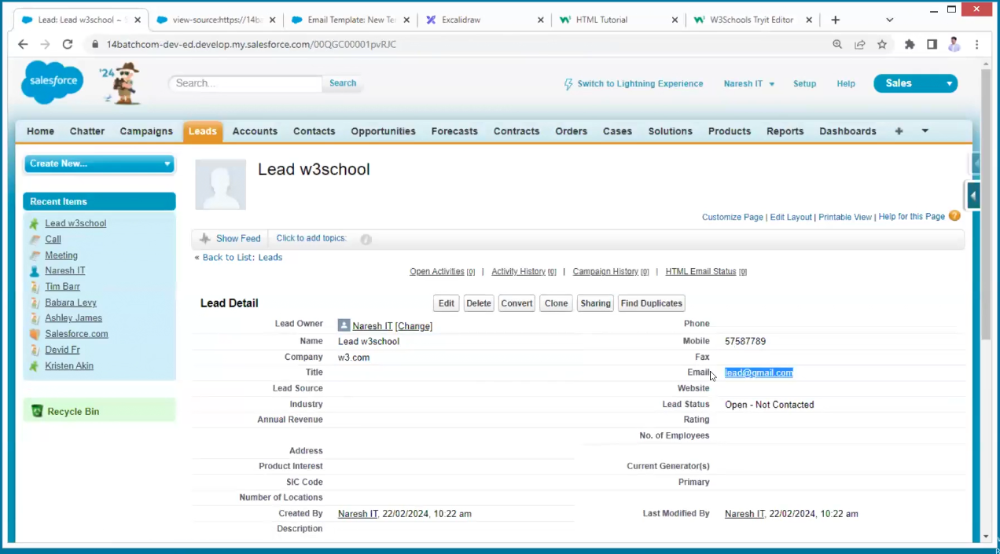 Lead: Lead w3school ~
view-source:https://14b
Email Template: New Te
Excalidraw
HTML Tutorial
W3Schools Tryit Editor
14batchcom-dev-ed.develop.my.salesforce.com/00QGC00001pvRJC
salesforce
'24
Search...
Search
Switch to Lightning Experience
Naresh IT
Setup
Help
Sales
Home
Chatter
Campaigns
Leads
Accounts
Contacts
Opportunities
Forecasts
Contracts
Orders
Cases
Solutions
Products
Reports
Dashboards
Create New...
Recent Items
Lead w3school
Call
Meeting
Naresh IT
Tim Barr
Babara Levy
Ashley James
Salesforce.com
Devid Fr
Kristen Akin
Recycle Bin
Lead w3school
Customize Page | Edit Layout | Printable View | Help for this Page ?
Show Feed
Click to add topics:
« Back to List: Leads
Open Activities [0] | Activity History [0] | Campaign History [0] | HTML Email Status [0]
Lead Detail
Edit
Delete
Convert
Clone
Sharing
Find Duplicates
Lead Owner Naresh IT [Change]
Phone
Name Lead w3school
Mobile 57587789
Company w3.com
Fax
Title
Email lead@gmail.com
Lead Source
Website
Industry
Lead Status Open - Not Contacted
Annual Revenue
Rating
No. of Employees
Address
Product Interest
Current Generator(s)
SIC Code
Primary
Number of Locations
Created By Naresh IT, 22/02/2024, 10:22 am
Last Modified By Naresh IT, 22/02/2024, 10:22 am
Description